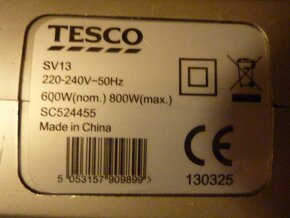 TESCO
SV13
220-240V~50Hz
600W(nom.) 800W(max.)
SC524455
Made in China
5 053157 909899 >
CE
130325